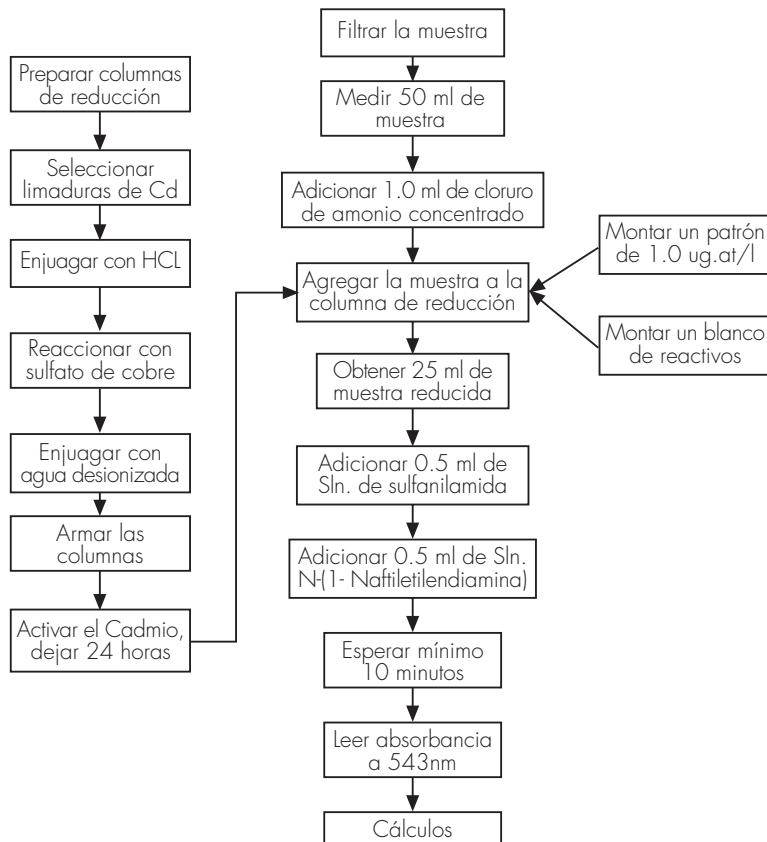 Preparar columnas
de reducción
Seleccionar
limaduras de Cd
Enjuagar con HCL
Reaccionar con
sulfato de cobre
Enjuagar con
agua desionizada
Armar las
columnas
Activar el Cadmio,
dejar 24 horas
Filtrar la muestra
Medir 50 ml de
muestra
Adicionar 1.0 ml de cloruro
de amonio concentrado
Agregar la muestra a la
columna de reducción
Obtener 25 ml de
muestra reducida
Adicionar 0.5 ml de
Sln. de sulfanilamida
Adicionar 0.5 ml de Sln.
N-(1- Naftiletilendiamina)
Esperar mínimo
10 minutos
Leer absorbancia
a 543nm
Cálculos
Montar un patrón
de 1.0 ug.at/l
Montar un blanco
de reactivos